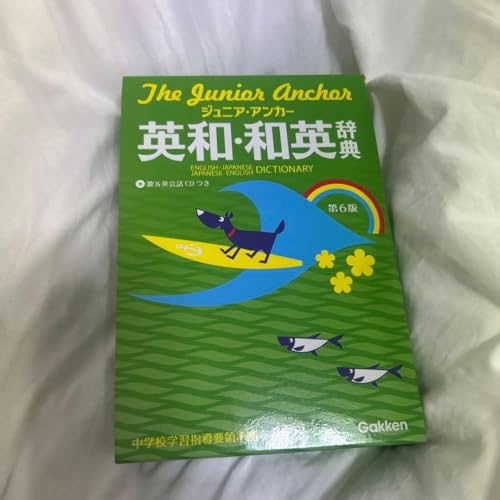 The Junior Anchor
ジュニア・アンカー
英和・和英辞典
ENGLISH-JAPANESE
JAPANESE-ENGLISH DICTIONARY
歌&英会話CDつき
第6版
中学校学習指導要領
Gakken